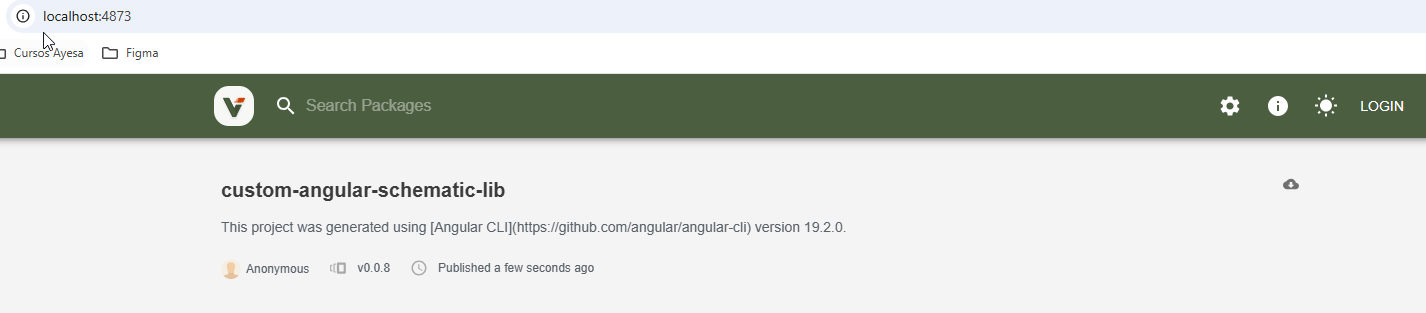 localhost:4873
Cursos Ayesa Figma
Search Packages LOGIN
custom-angular-schematic-lib
This project was generated using [Angular CLI](https://github.com/angular/angular-cli) version 19.2.0.
Anonymous v0.0.8 Published a few seconds ago